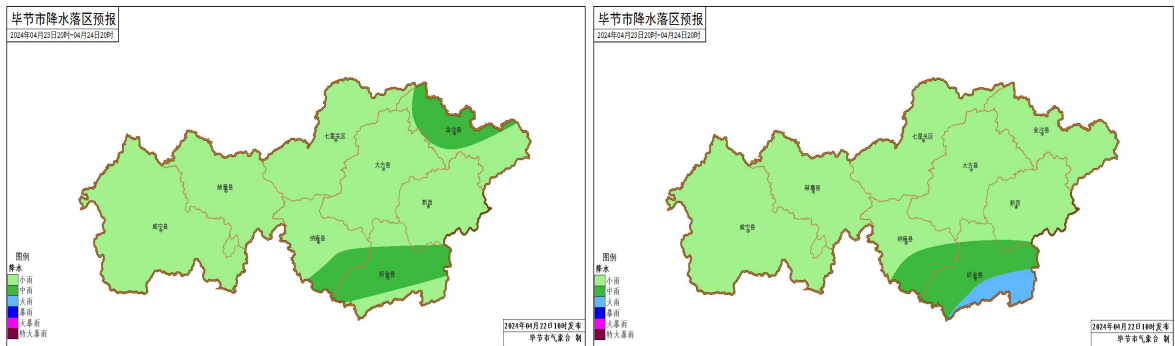 毕节市降水落区预报
2024年04月23日20时-04月24日20时
七星关区
金沙县
大方县
赫章县
黔西
威宁县
纳雍县
织金县
图例
降水
小雨
中雨
大雨
暴雨
大暴雨
特大暴雨
2024年04月22日10时发布
毕节市气象台 制
毕节市降水落区预报
2024年04月23日20时-04月24日20时
七星关区
金沙县
大方县
赫章县
黔西
威宁县
纳雍县
织金县
图例
降水
小雨
中雨
大雨
暴雨
大暴雨
特大暴雨
2024年04月22日10时发布
毕节市气象台 制